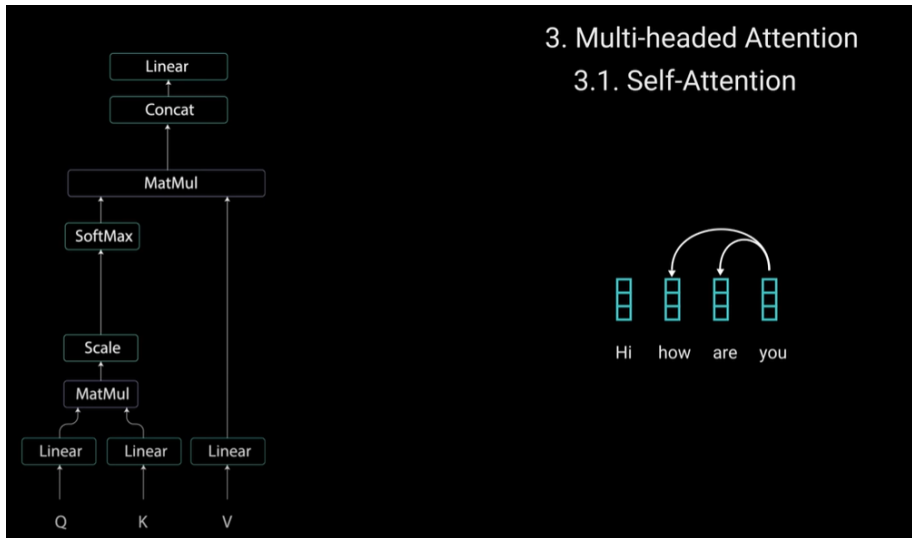 3. Multi-headed Attention
3.1. Self-Attention
Linear
Concat
MatMul
SoftMax
Scale
MatMul
Linear Linear Linear
Q K V
Hi how are you